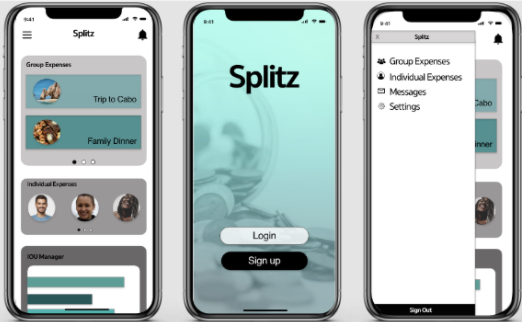 9:41
Splitz
Group Expenses
Trip to Cabo
Family Dinner
Individual Expenses
IOU Manager
9:41
Splitz
Login
Sign up
9:41
X Splitz
Group Expenses
Individual Expenses
Messages
Settings
Cabo
nner
Sign Out